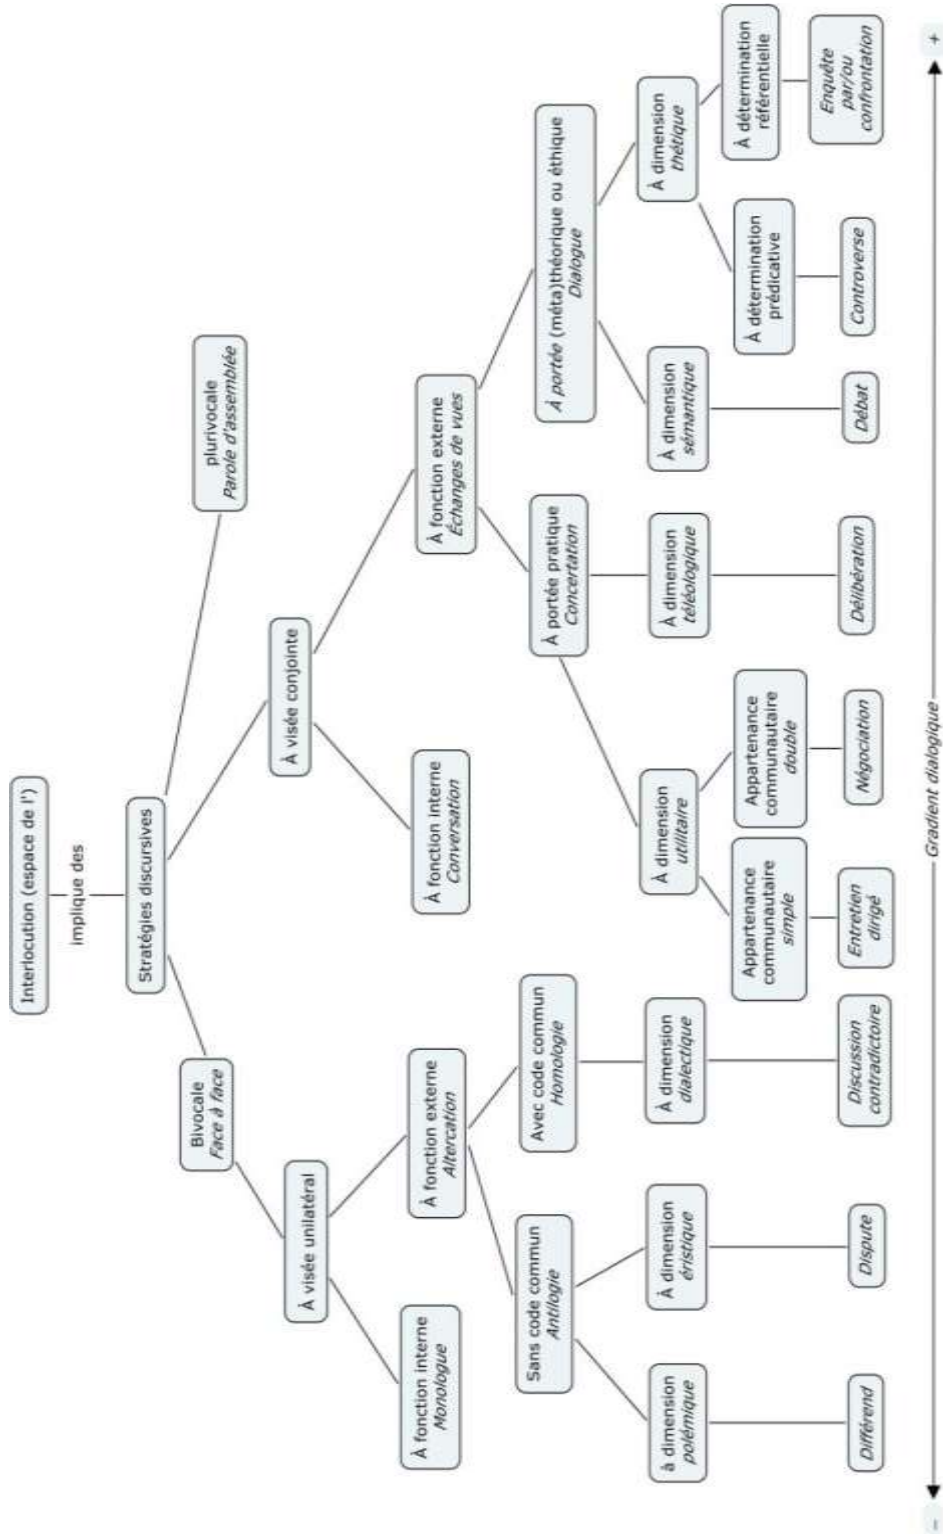 Interlocution (espace de l')
implique des
Stratégies discursives
Bivocale
Face à face
plurivocale
Parole d'assemblée
À visée unilatéral
À visée conjointe
À fonction interne
Monologue
À fonction externe
Altercation
À fonction interne
Conversation
À fonction externe
Échanges de vues
Sans code commun
Antilogie
Avec code commun
Homologie
À portée pratique
Concertation
À portée (méta)théorique ou éthique
Dialogue
à dimension
polémique
À dimension
éristique
À dimension
dialectique
À dimension
utilitaire
À dimension
téléologique
À dimension
sémantique
À dimension
thétique
Appartenance
communautaire
simple
Appartenance
communautaire
double
À détermination
prédicative
À détermination
référentielle
Différend
Dispute
Discussion
contradictoire
Entretien
dirigé
Négociation
Délibération
Débat
Controverse
Enquête
par/ou
confrontation
-
Gradient dialogique
+